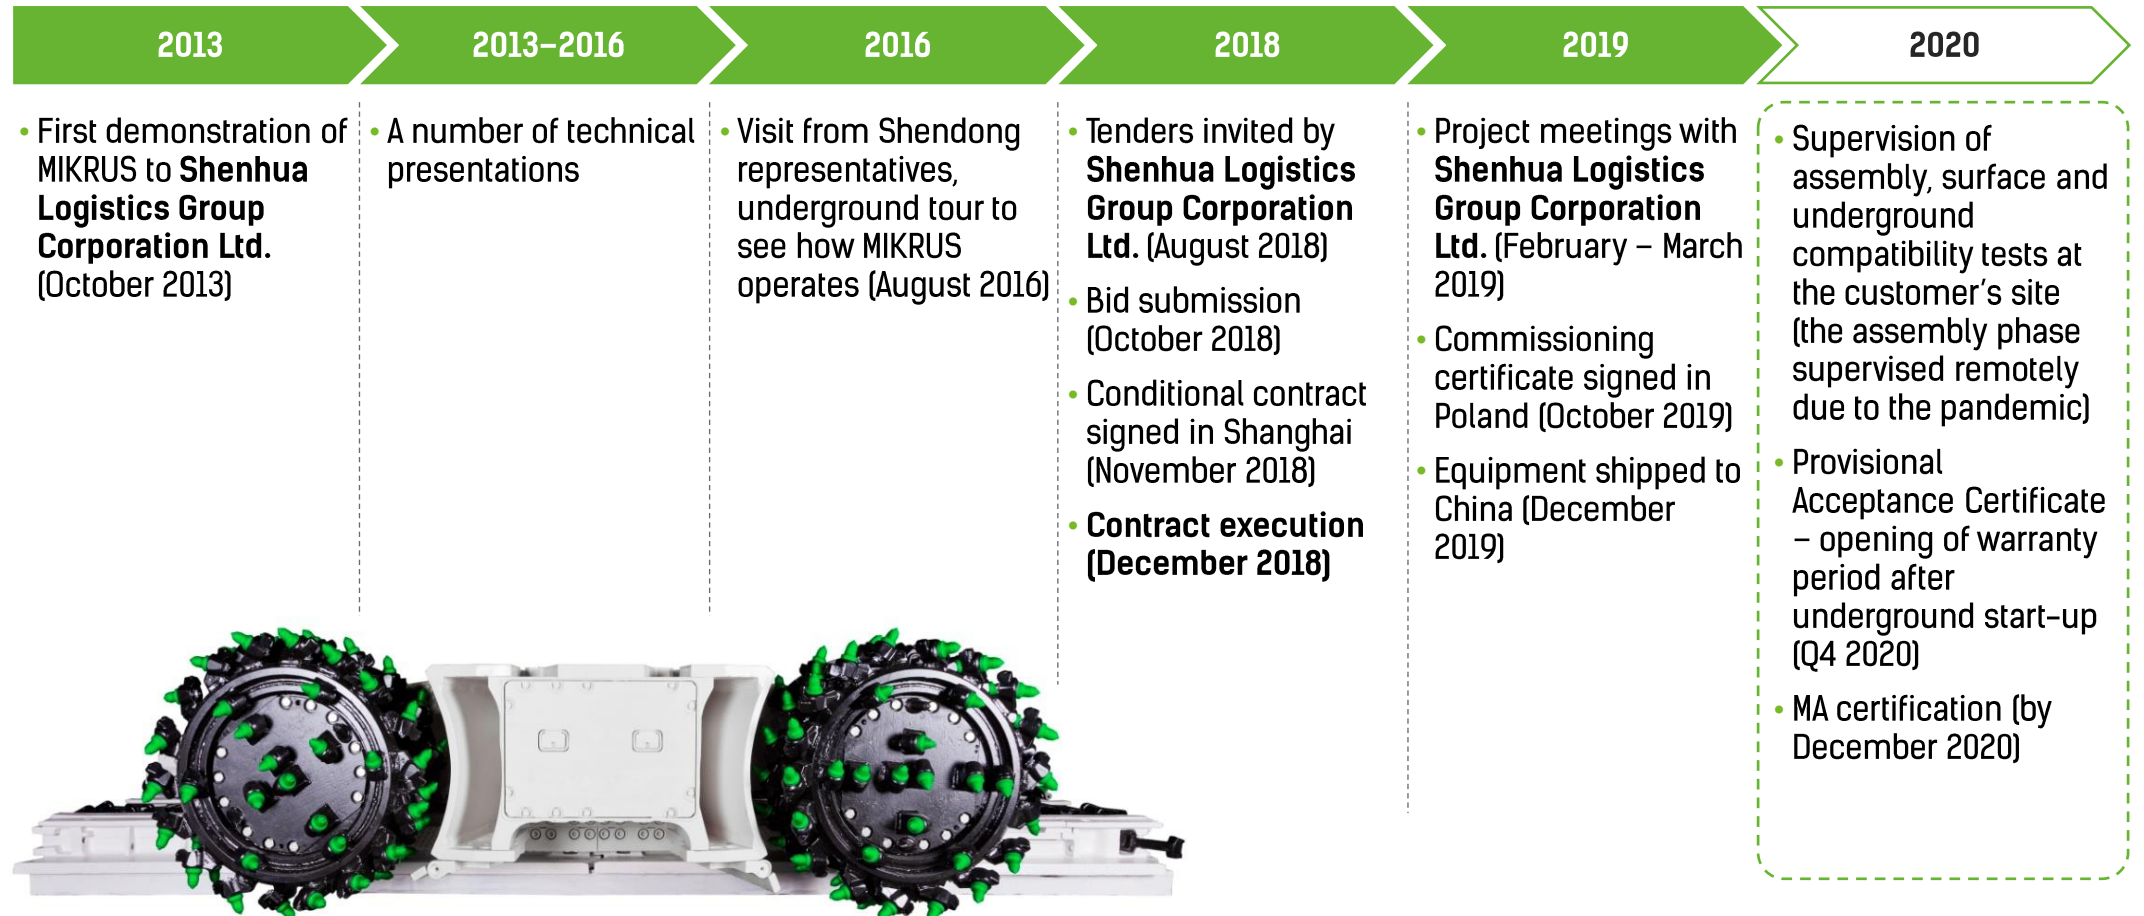 2013
2013–2016
2016
2018
2019
2020
• First demonstration of
MIKRUS to Shenhua
Logistics Group
Corporation Ltd.
(October 2013)
• A number of technical
presentations
• Visit from Shendong
representatives,
underground tour to
see how MIKRUS
operates (August 2016)
• Tenders invited by
Shenhua Logistics
Group Corporation
Ltd. (August 2018)
• Bid submission
(October 2018)
• Conditional contract
signed in Shanghai
(November 2018)
• Contract execution
(December 2018)
• Project meetings with
Shenhua Logistics
Group Corporation
Ltd. (February – March
2019)
• Commissioning
certificate signed in
Poland (October 2019)
• Equipment shipped to
China (December
2019)
• Supervision of
assembly, surface and
underground
compatibility tests at
the customer's site
(the assembly phase
supervised remotely
due to the pandemic)
• Provisional
Acceptance Certificate
– opening of warranty
period after
underground start-up
(Q4 2020)
• MA certification (by
December 2020)